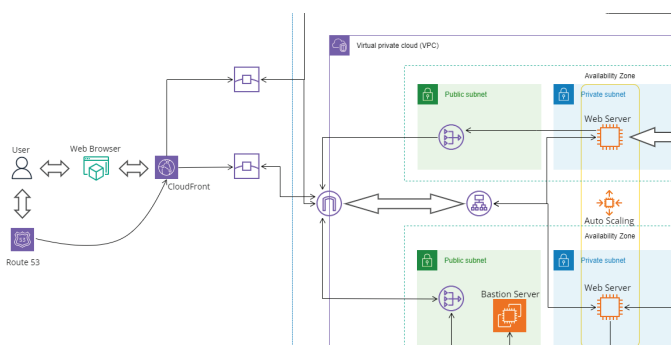 Virtual private cloud (VPC)
Availability Zone
Public subnet
Private subnet
Web Server
User
Web Browser
CloudFront
Route 53
53
Auto Scaling
Availability Zone
Public subnet
Private subnet
Bastion Server
Web Server